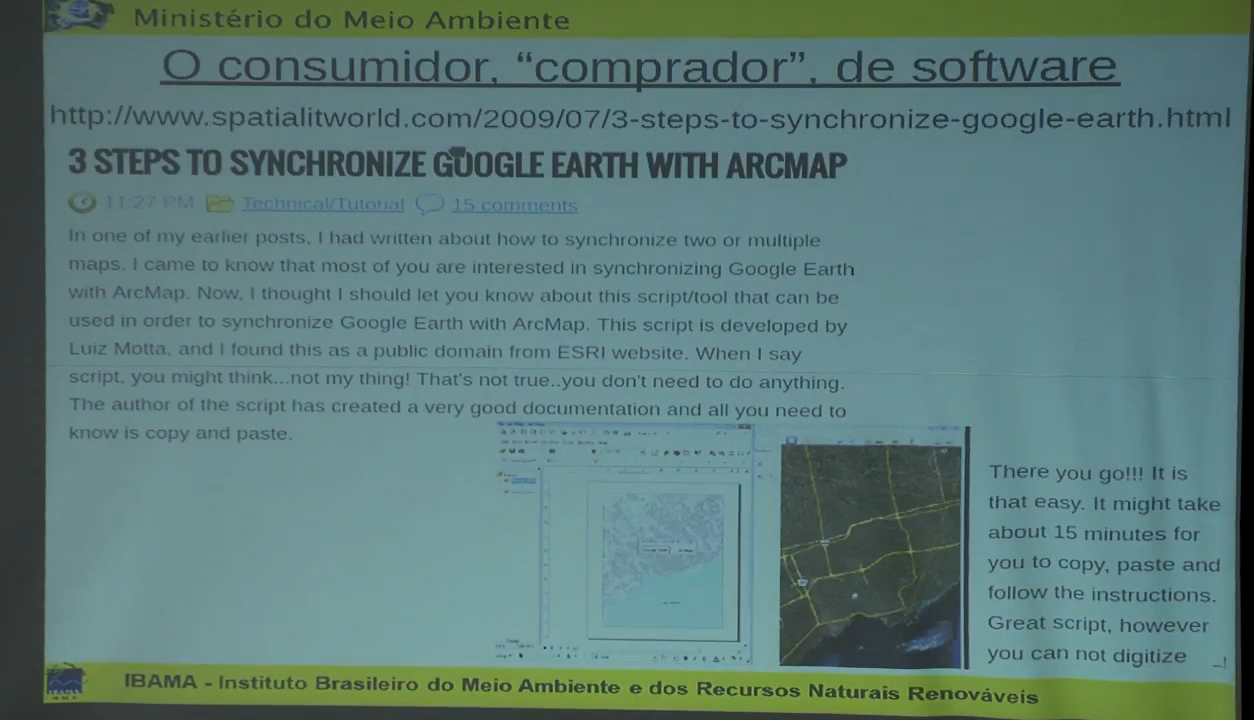 Ministério do Meio Ambiente
O consumidor, “comprador”, de software
http://www.spatialitworld.com/2009/07/3-steps-to-synchronize-google-earth.html
3 STEPS TO SYNCHRONIZE GOOGLE EARTH WITH ARCMAP
11:27 PM Technical/Tutorial 15 comments
In one of my earlier posts, I had written about how to synchronize two or multiple
maps. I came to know that most of you are interested in synchronizing Google Earth
with ArcMap. Now, I thought I should let you know about this script/tool that can be
used in order to synchronize Google Earth with ArcMap. This script is developed by
Luiz Motta, and I found this as a public domain from ESRI website. When I say
script, you might think...not my thing! That's not true..you don't need to do anything.
The author of the script has created a very good documentation and all you need to
know is copy and paste.
There you go!!! It is
that easy. It might take
about 15 minutes for
you to copy, paste and
follow the instructions.
Great script, however
you can not digitize
IBAMA - Instituto Brasileiro do Meio Ambiente e dos Recursos Naturais Renováveis